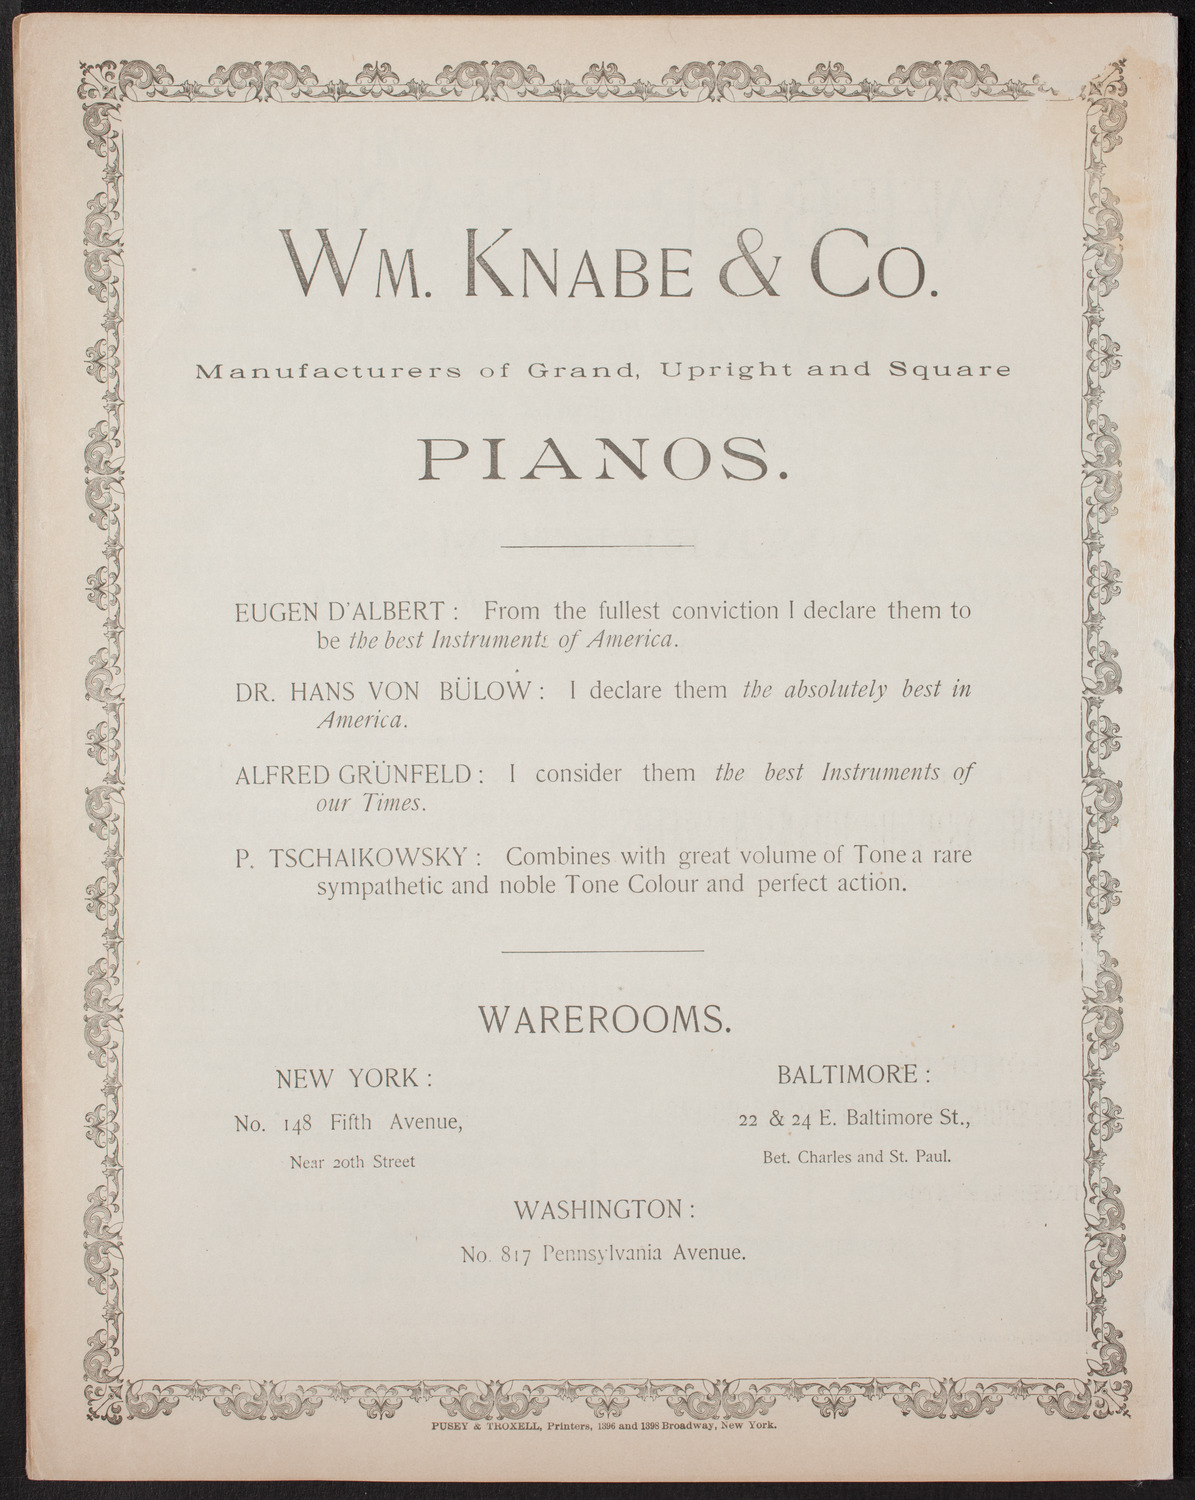 WM. KNABE & CO.
Manufacturers of Grand, Upright and Square
PIANOS.
EUGEN D'ALBERT : From the fullest conviction I declare them to
be the best Instruments of America.
DR. HANS VON BÜLOW : I declare them the absolutely best in
America.
ALFRED GRÜNFELD : I consider them the best Instruments of
our Times.
P. TSCHAIKOWSKY : Combines with great volume of Tone a rare
sympathetic and noble Tone Colour and perfect action.
WAREROOMS.
NEW YORK :
No. 148 Fifth Avenue,
Near 20th Street
BALTIMORE :
22 & 24 E. Baltimore St.,
Bet. Charles and St. Paul.
WASHINGTON :
No. 817 Pennsylvania Avenue.
PUSEY & TROXELL, Printers, 1396 and 1398 Broadway, New York.